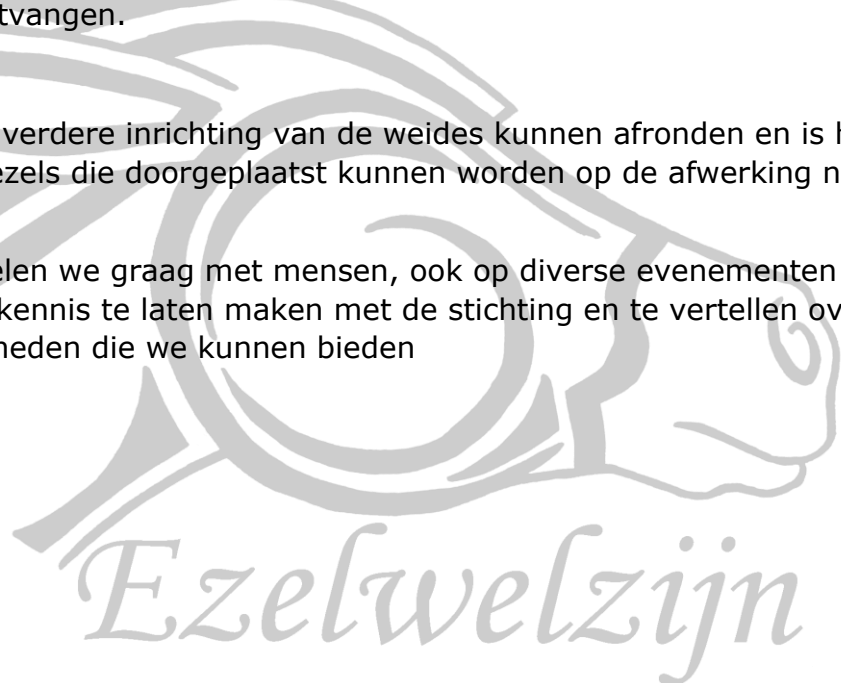 tvangen.
verdere inrichting van de weides kunnen afronden en is
ezels die doorgeplaatst kunnen worden op de afwerking
elen we graag met mensen, ook op diverse evenementen
kennis te laten maken met de stichting en te vertellen
heden die we kunnen bieden
Ezelwelzijn